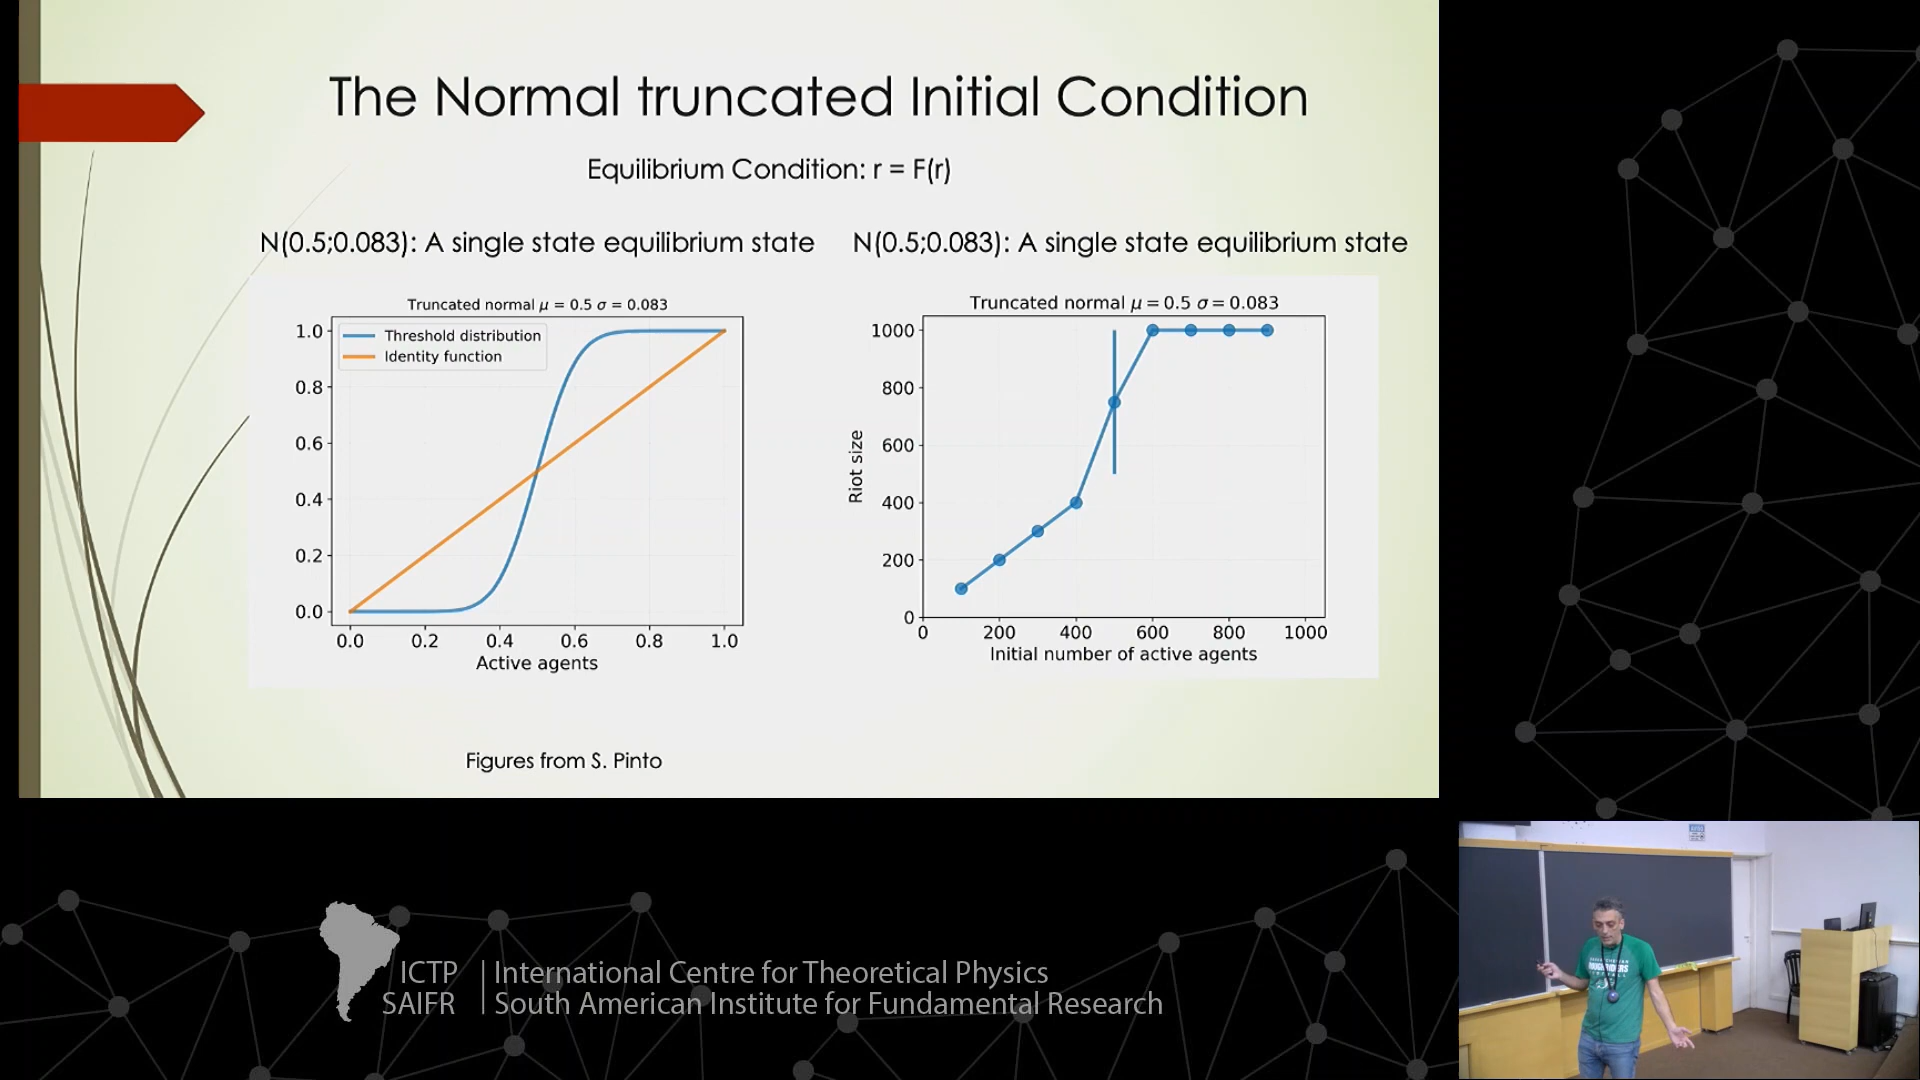 The Normal truncated Initial Condition
Equilibrium Condition: r = F(r)
N(0.5;0.083): A single state equilibrium state
Truncated normal μ = 0.5 σ = 0.083
Threshold distribution
Identity function
1.0
0.8
0.6
0.4
0.2
0.0
0.0 0.2 0.4 0.6 0.8 1.0
Active agents
N(0.5;0.083): A single state equilibrium state
Truncated normal μ = 0.5 σ = 0.083
Riot size
1000
800
600
400
200
0
0 200 400 600 800 1000
Initial number of active agents
Figures from S. Pinto
ICTP
SAIFR
International Centre for Theoretical Physics
South American Institute for Fundamental Research